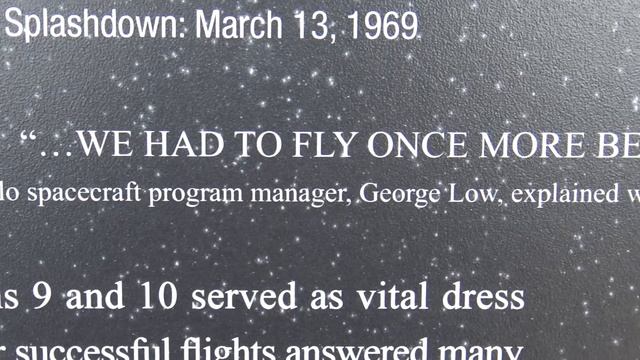 Splashdown: March 13, 1969
“…WE HAD TO FLY ONCE MORE BE
lo spacecraft program manager, George Low, explained w
s 9 and 10 served as vital dress
r successful flights answered many